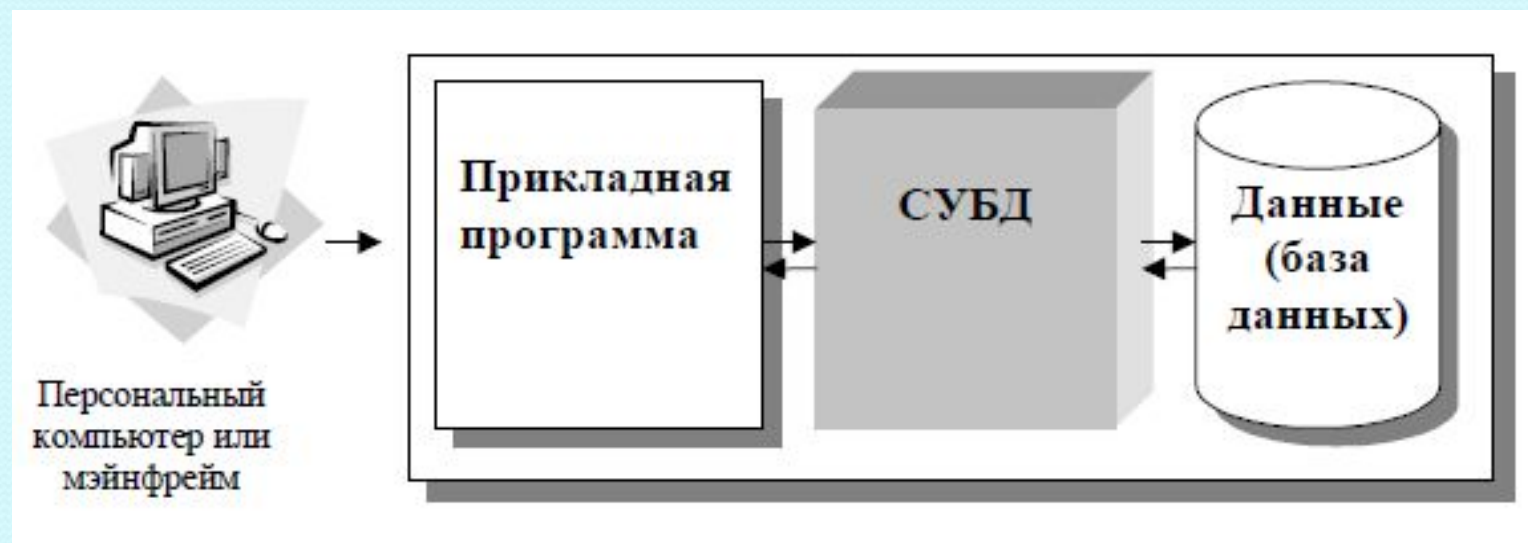 Персональный
компьютер или
мэйнфрейм
Прикладная
программа
СУБД
Данные
(база
данных)